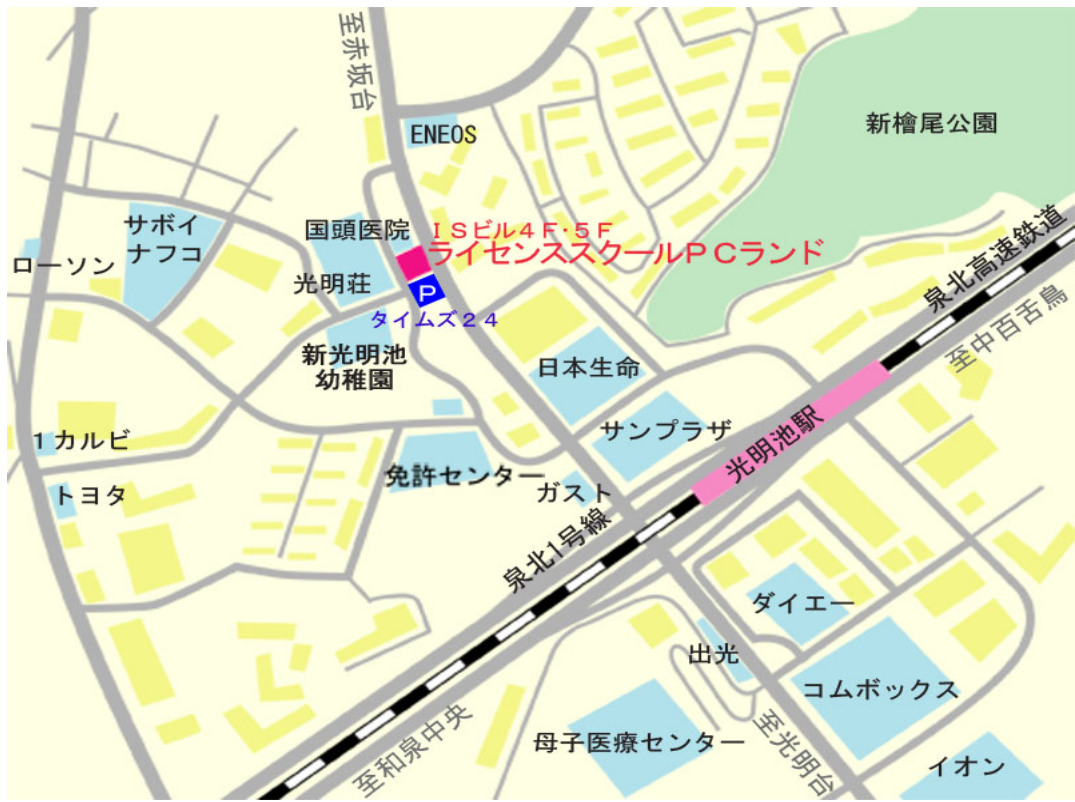 至赤坂台
ENEOS
新檜尾公園
サボイ
ナフコ
国頭医院
ISビル4F・5F
ライセンススクールPCランド
ローソン
光明荘
P
タイムズ24
泉北高速鉄道
至中百舌鳥
新光明池
幼稚園
日本生命
サンプラザ
光明池駅
1カルビ
トヨタ
免許センター
ガスト
泉北1号線
ダイエー
出光
コムボックス
至和泉中央
母子医療センター
至光明台
イオン